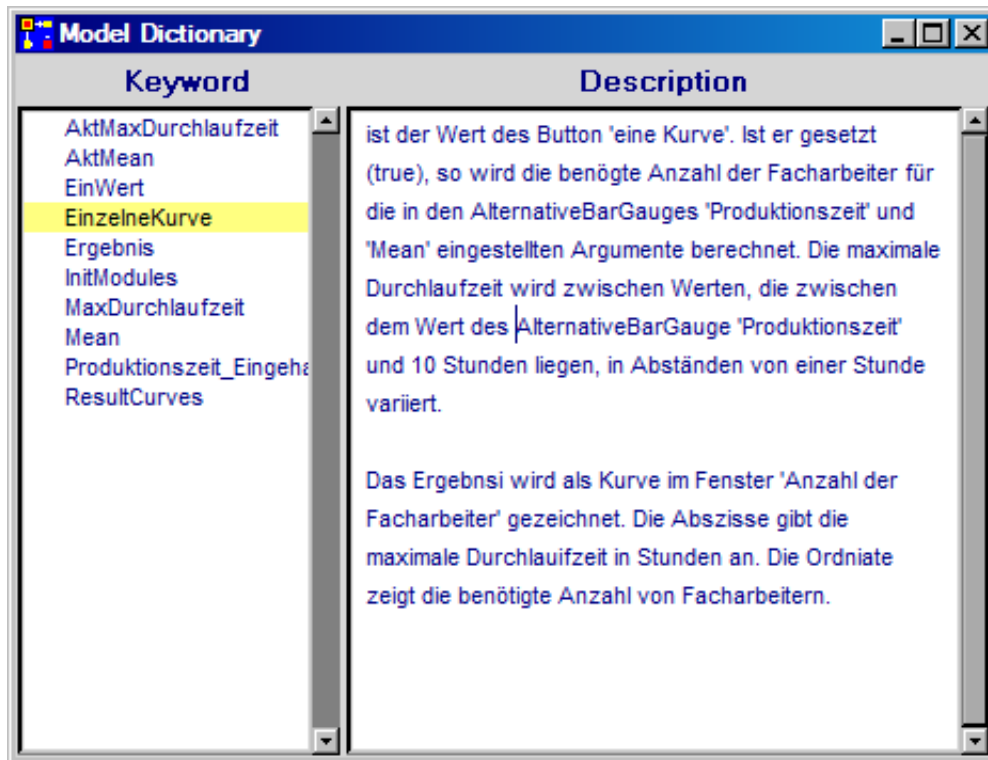 Model Dictionary
Keyword
Description
AktMaxDurchlaufzeit
AktMean
EinWert
EinzelneKurve
Ergebnis
InitModules
MaxDurchlaufzeit
Mean
Produktionszeit_Eingeha
ResultCurves
ist der Wert des Button 'eine Kurve'. Ist er gesetzt
(true), so wird die benögte Anzahl der Facharbeiter für
die in den AlternativeBarGauges 'Produktionszeit' und
'Mean' eingestellten Argumente berechnet. Die maximale
Durchlaufzeit wird zwischen Werten, die zwischen
dem Wert des AlternativeBarGauge 'Produktionszeit'
und 10 Stunden liegen, in Abständen von einer Stunde
variiert.
Das Ergebnsi wird als Kurve im Fenster 'Anzahl der
Facharbeiter' gezeichnet. Die Abszisse gibt die
maximale Durchlauifzeit in Stunden an. Die Ordniate
zeigt die benötigte Anzahl von Facharbeitern.